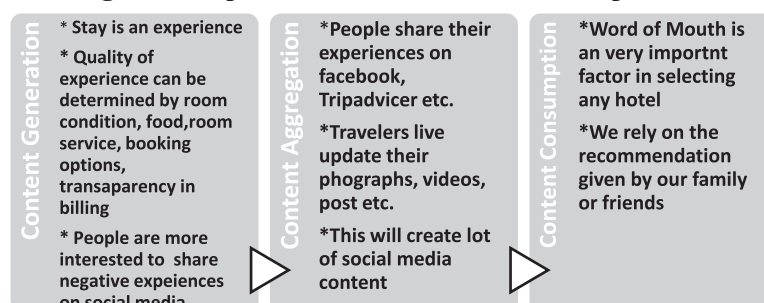 Content Generation
* Stay is an experience
* Quality of
experience can be
determined by room
condition, food,room
service, booking
options,
transaparency in
billing
* People are more
interested to share
negative expeiences
on social media
Content Aggregation
*People share their
experiences on
facebook,
Tripadvicer etc.
*Travelers live
update their
phographs, videos,
post etc.
*This will create lot
of social media
content
Content Consumption
*Word of Mouth is
an very importnt
factor in selecting
any hotel
*We rely on the
recommendation
given by our family
or friends